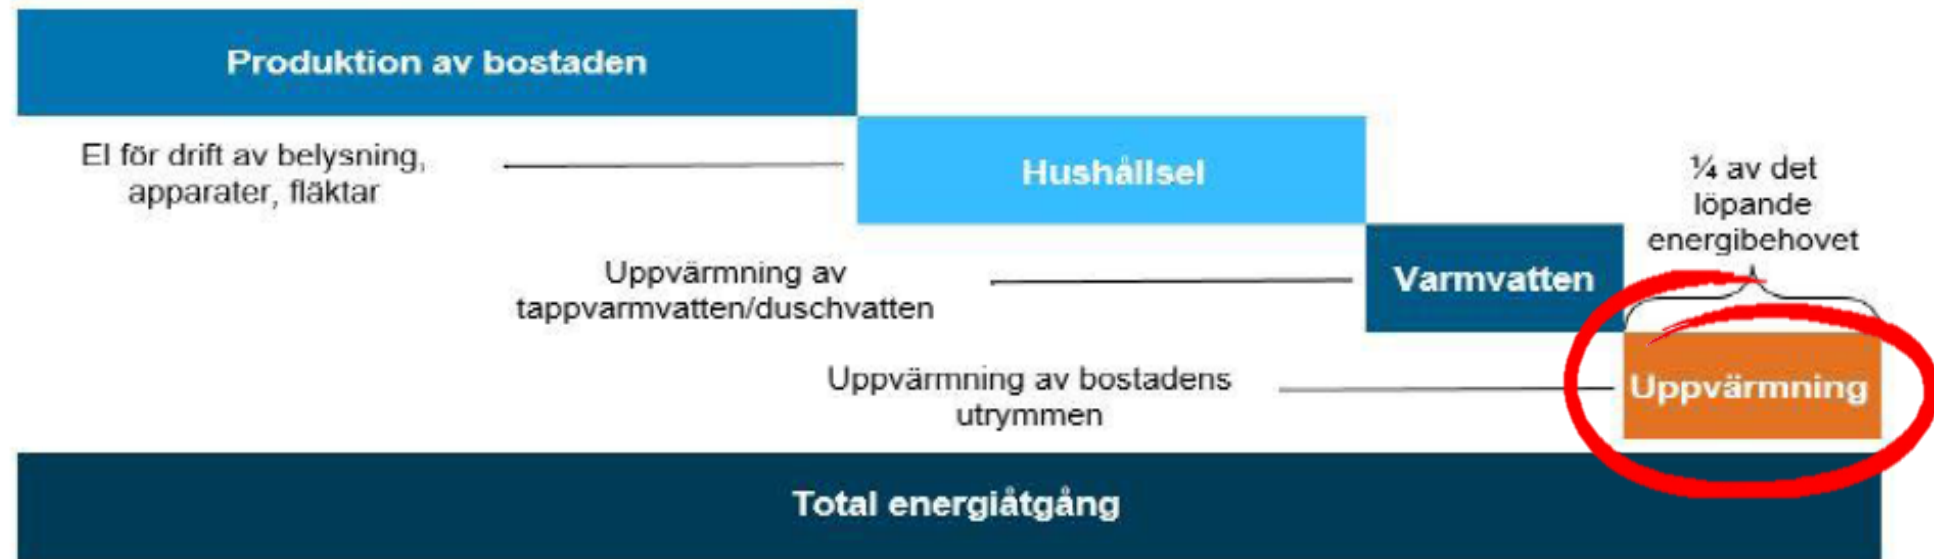 Produktion av bostaden
El för drift av belysning,
apparater, fläktar
Hushållsel
¼ av det
löpande
energibehovet
Uppvärmning av
tappvarmvatten/duschvatten
Varmvatten
Uppvärmning av bostadens
utrymmen
Uppvärmning
Total energiåtgång